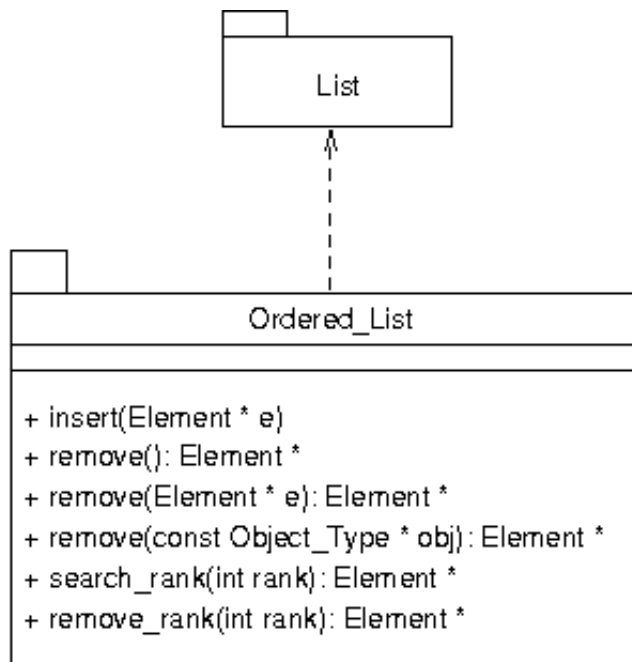 List
Ordered_List
+ insert(Element * e)
+ remove(): Element *
+ remove(Element * e): Element *
+ remove(const Object_Type * obj): Element *
+ search_rank(int rank): Element *
+ remove_rank(int rank): Element *